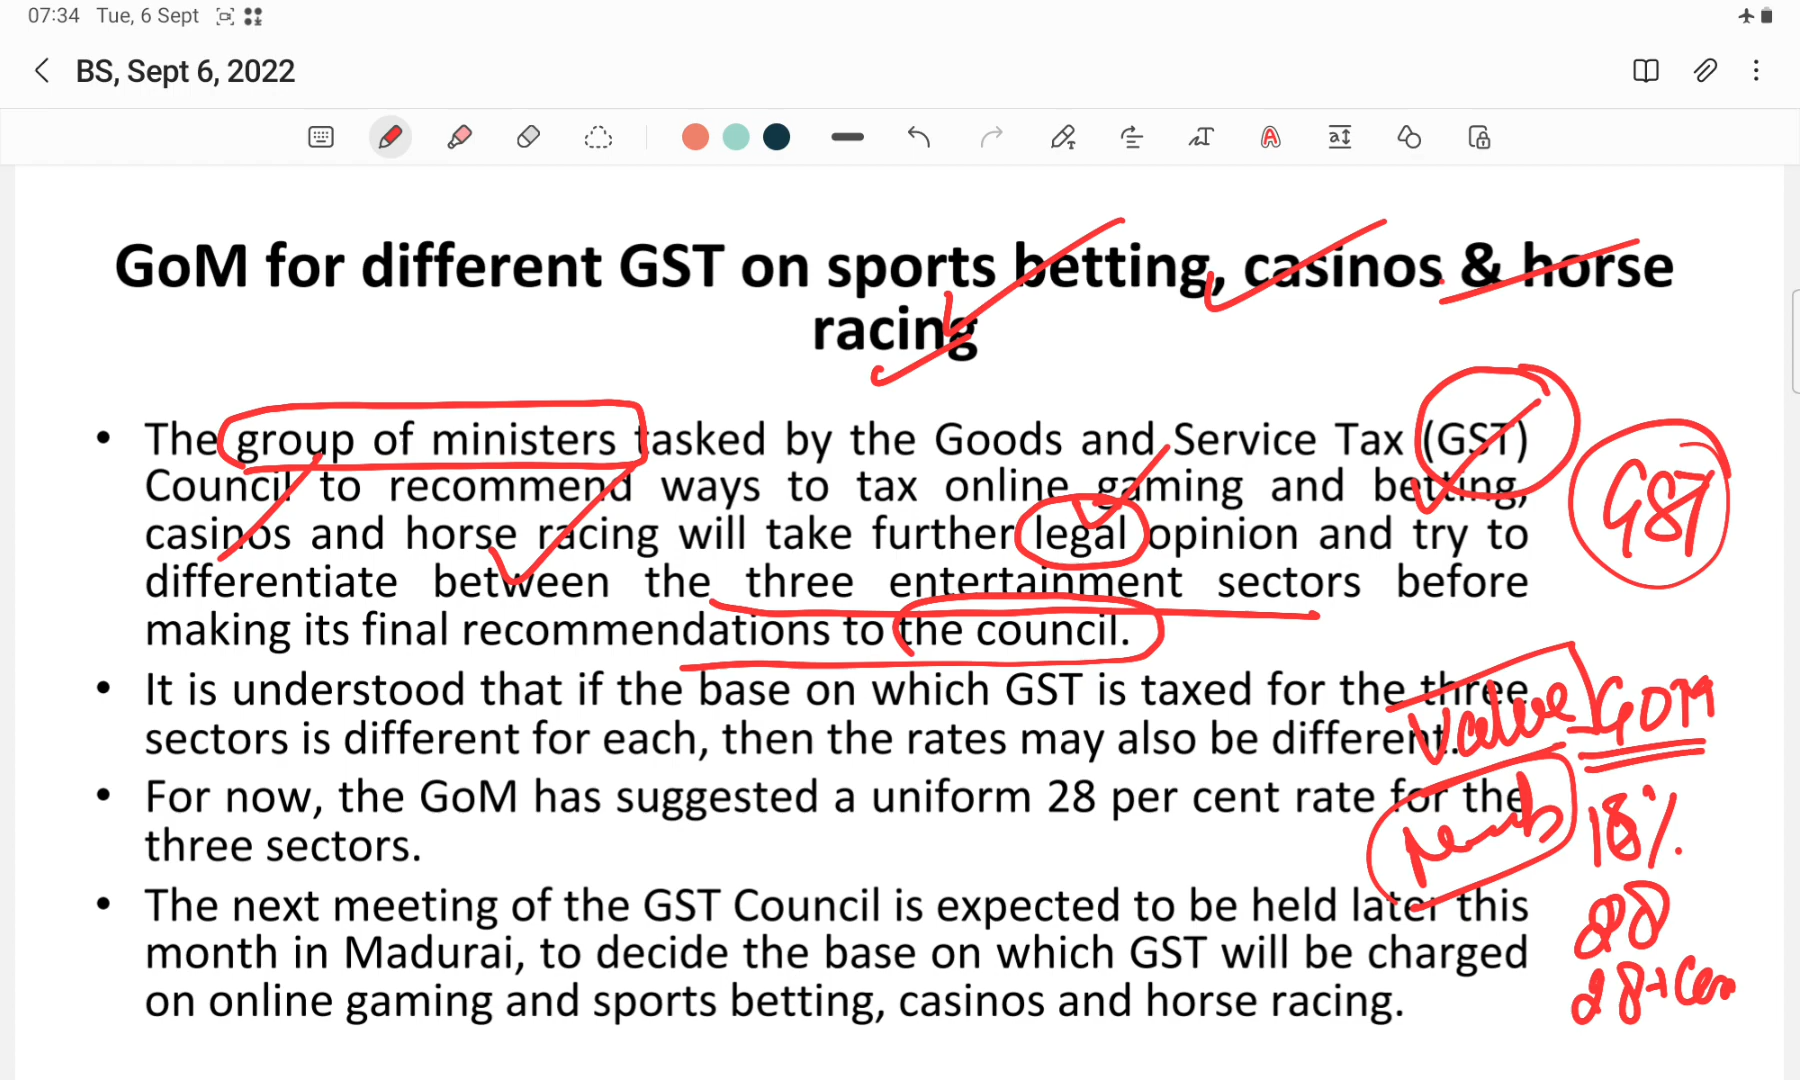 07:34 Tue, 6 Sept
BS, Sept 6, 2022
GoM for different GST on sports betting, casinos & horse
racing
• The group of ministers tasked by the Goods and Service Tax (GST)
Council to recommend ways to tax online gaming and betting,
casinos and horse racing will take further legal opinion and try to
differentiate between the three entertainment sectors before
making its final recommendations to the council.
• It is understood that if the base on which GST is taxed for the three
sectors is different for each, then the rates may also be different.
• For now, the GoM has suggested a uniform 28 per cent rate for the
three sectors.
• The next meeting of the GST Council is expected to be held later this
month in Madurai, to decide the base on which GST will be charged
on online gaming and sports betting, casinos and horse racing.
GST
Value GOM
18%
28
28+